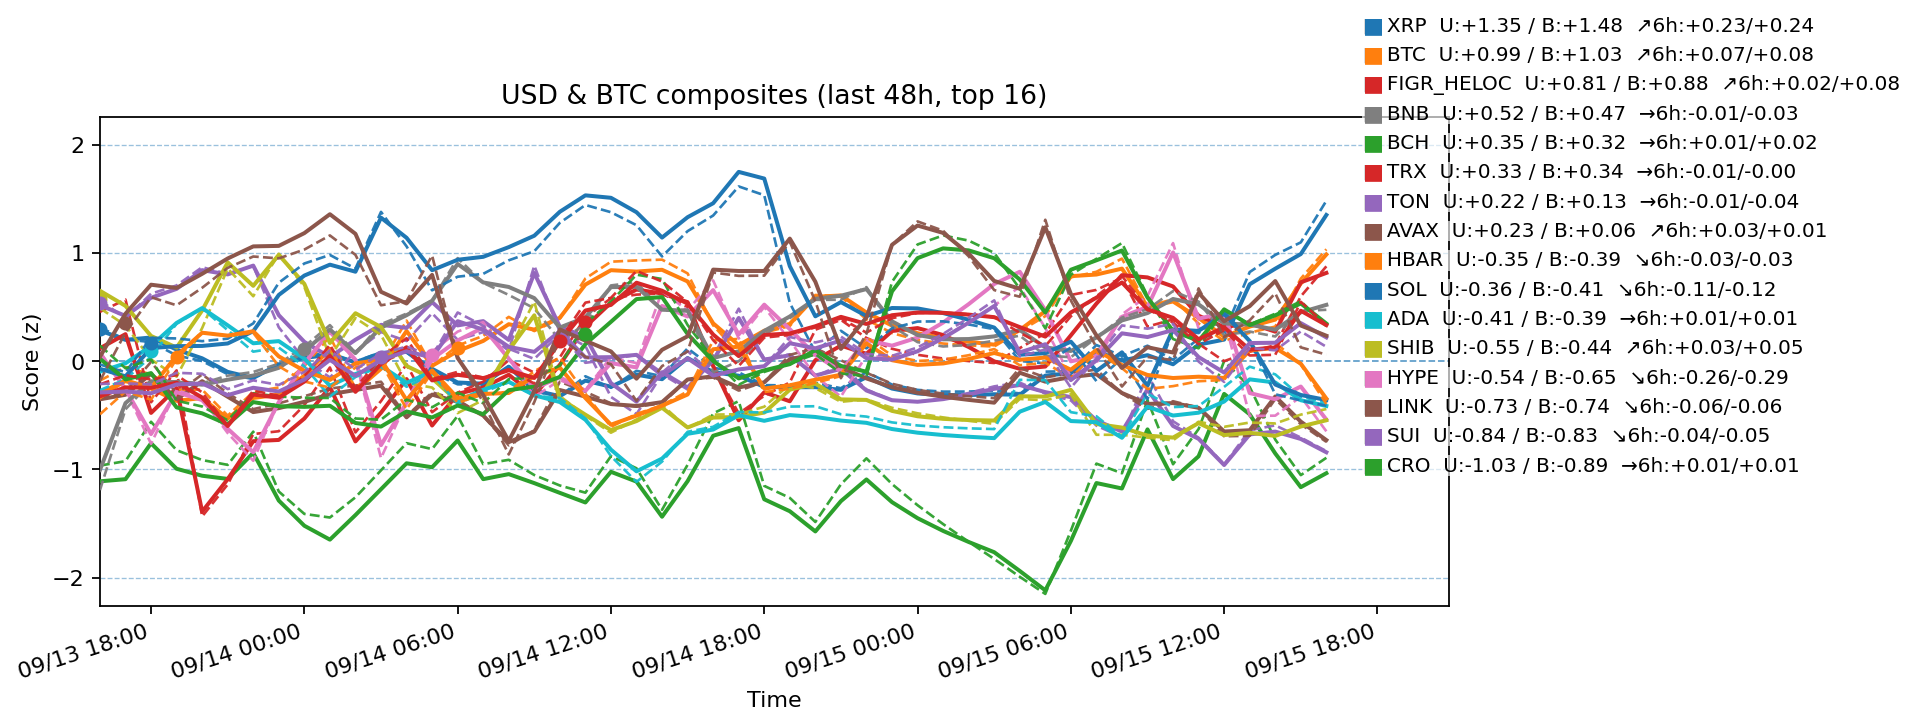 XRP  U:+1.35 / B:+1.48  ↗6h:+0.23/+0.24
BTC  U:+0.99 / B:+1.03  ↗6h:+0.07/+0.08
FIGR_HELOC  U:+0.81 / B:+0.88  ↗6h:+0.02/+0.08
BNB  U:+0.52 / B:+0.47  →6h:-0.01/-0.03
BCH  U:+0.35 / B:+0.32  →6h:+0.01/+0.02
TRX  U:+0.33 / B:+0.34  →6h:-0.01/-0.00
TON  U:+0.22 / B:+0.13  →6h:-0.01/-0.04
AVAX  U:+0.23 / B:+0.06  ↗6h:+0.03/+0.01
HBAR  U:-0.35 / B:-0.39  ↘6h:-0.03/-0.03
SOL  U:-0.36 / B:-0.41  ↘6h:-0.11/-0.12
ADA  U:-0.41 / B:-0.39  →6h:+0.01/+0.01
SHIB  U:-0.55 / B:-0.44  ↗6h:+0.03/+0.05
HYPE  U:-0.54 / B:-0.65  ↘6h:-0.26/-0.29
LINK  U:-0.73 / B:-0.74  ↘6h:-0.06/-0.06
SUI  U:-0.84 / B:-0.83  ↘6h:-0.04/-0.05
CRO  U:-1.03 / B:-0.89  →6h:+0.01/+0.01
USD & BTC composites (last 48h, top 16)
Score (z)
2
1
0
−1
−2
09/13 18:00
09/14 00:00
09/14 06:00
09/14 12:00
09/14 18:00
09/15 00:00
09/15 06:00
09/15 12:00
09/15 18:00
Time